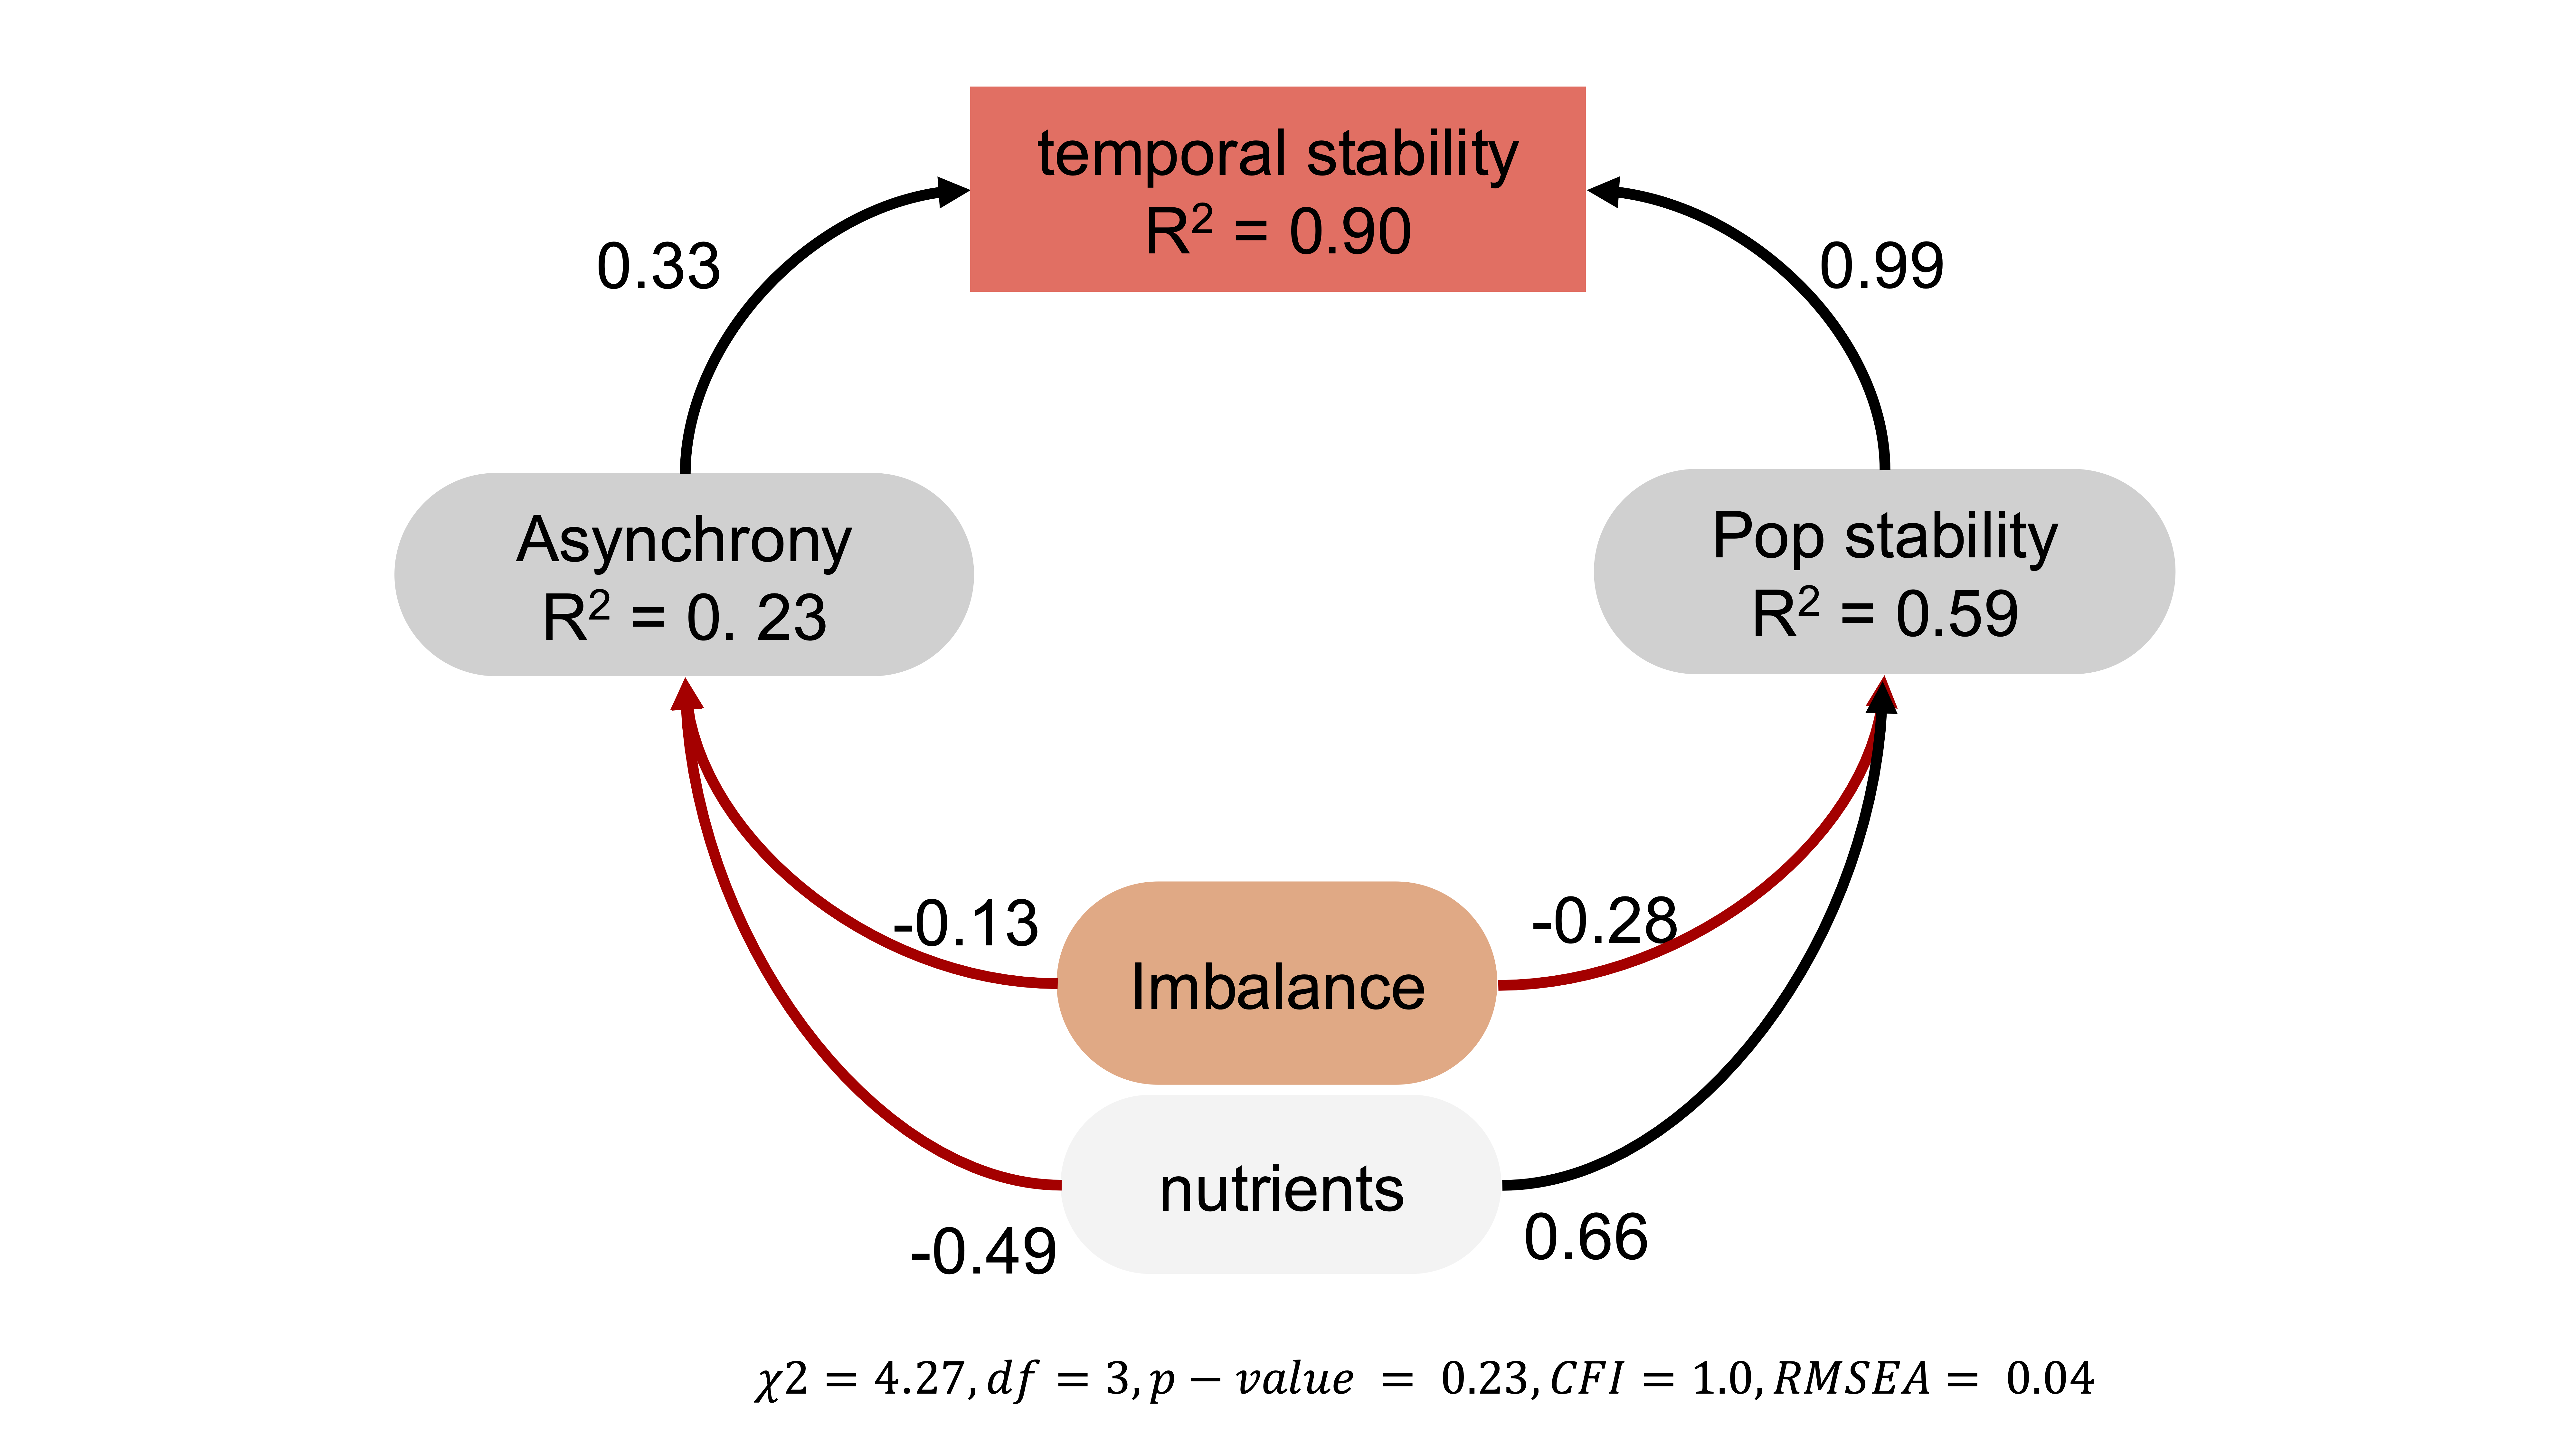 temporal stability
R² = 0.90
0.33
0.99
Asynchrony
R² = 0. 23
Pop stability
R² = 0.59
-0.13
-0.28
Imbalance
nutrients
-0.49
0.66
χ2 = 4.27, df = 3, p − value = 0.23, CFI = 1.0, RMSEA = 0.04